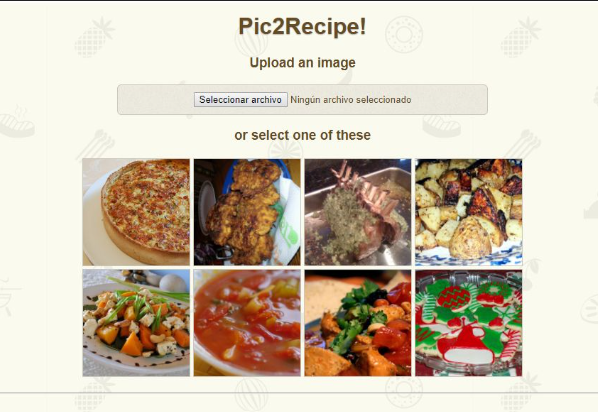 Pic2Recipe!
Upload an image
Seleccionar archivo Ningún archivo seleccionado
or select one of these